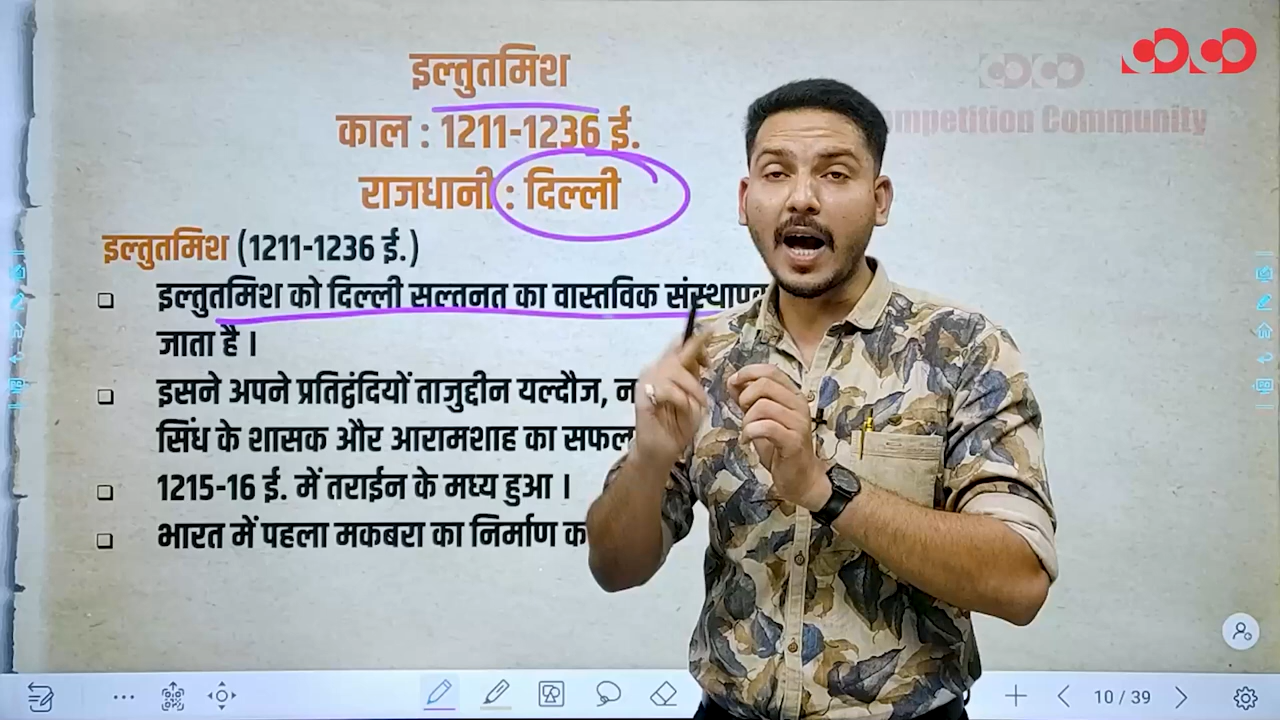 इल्तुतमिश
काल : 1211-1236 ई.
Competition Community
राजधानी : दिल्ली
इल्तुतमिश (1211-1236 ई.)
इल्तुतमिश को दिल्ली सल्तनत का वास्तविक
जाता है ।
इसने अपने प्रतिद्वंदियों ताजुद्दीन यल्दौज,
सिंध के शासक और आरामशाह का
1215-16 ई. में तराईन के मध्य हुआ ।
भारत में पहला मकबरा का निर्माण
10 / 39